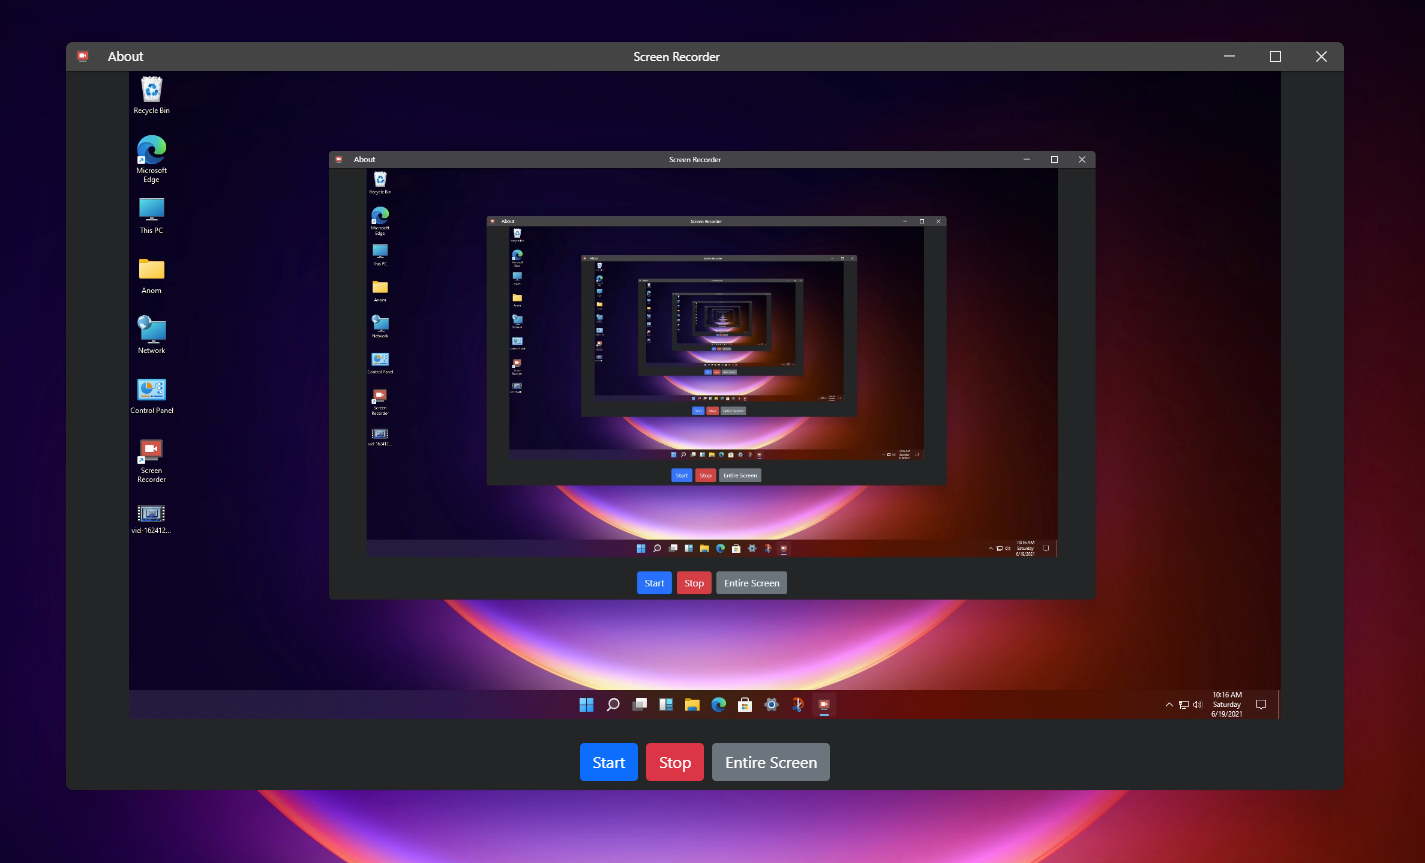 About
Screen Recorder
Recycle Bin
Microsoft
Edge
This PC
Anom
Network
Control Panel
Screen
Recorder
vid-162412...
About
Screen Recorder
Recycle Bin
Microsoft
Edge
This PC
Anom
Network
Control Panel
Screen
Recorder
vid-162412...
About
Screen Recorder
Start
Stop
Entire Screen
10:16 AM
Saturday
6/19/2021
Start
Stop
Entire Screen
10:16 AM
Saturday
6/19/2021
Start
Stop
Entire Screen